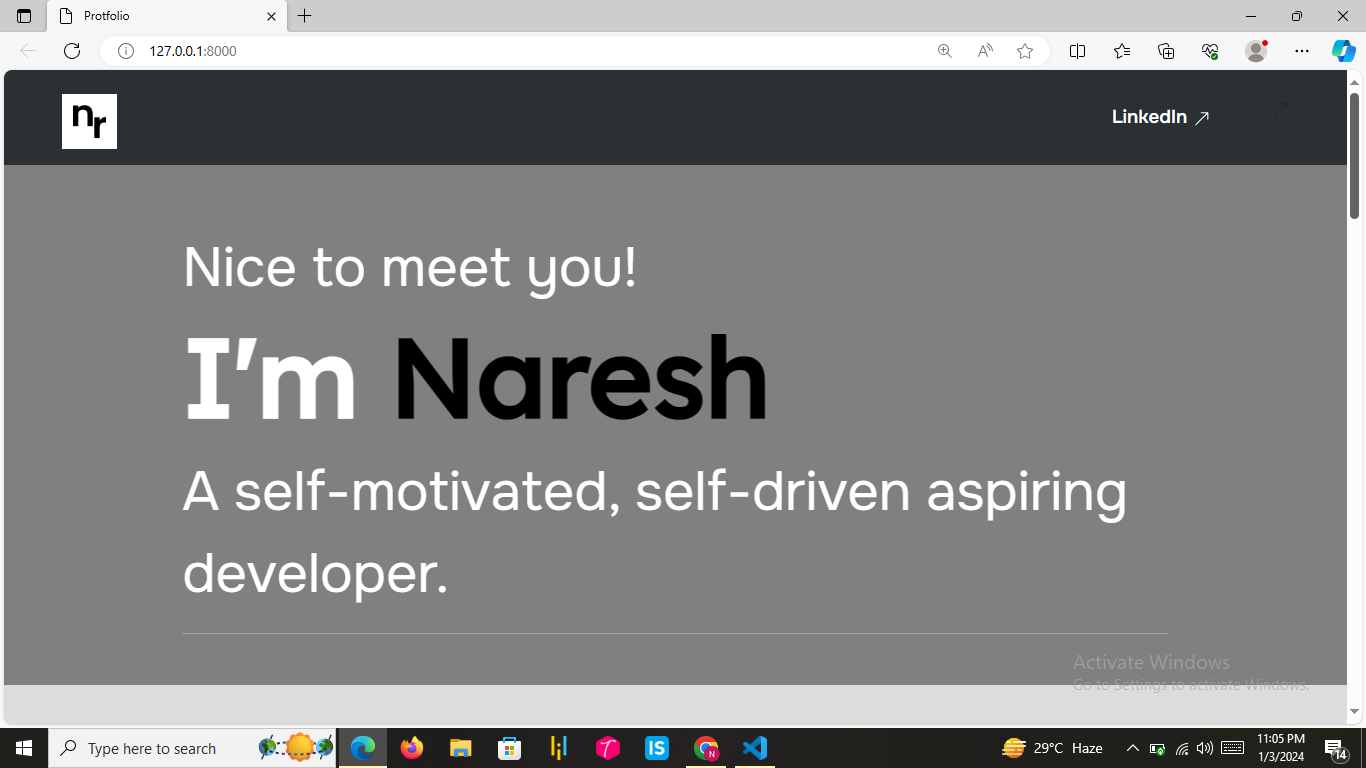 Protfolio
127.0.0.1:8000
nr
LinkedIn
Nice to meet you!
I'm Naresh
A self-motivated, self-driven aspiring
developer.
Activate Windows
Go to Settings to activate Windows.
Type here to search
IS
N
29°C Haze
11:05 PM
1/3/2024
14